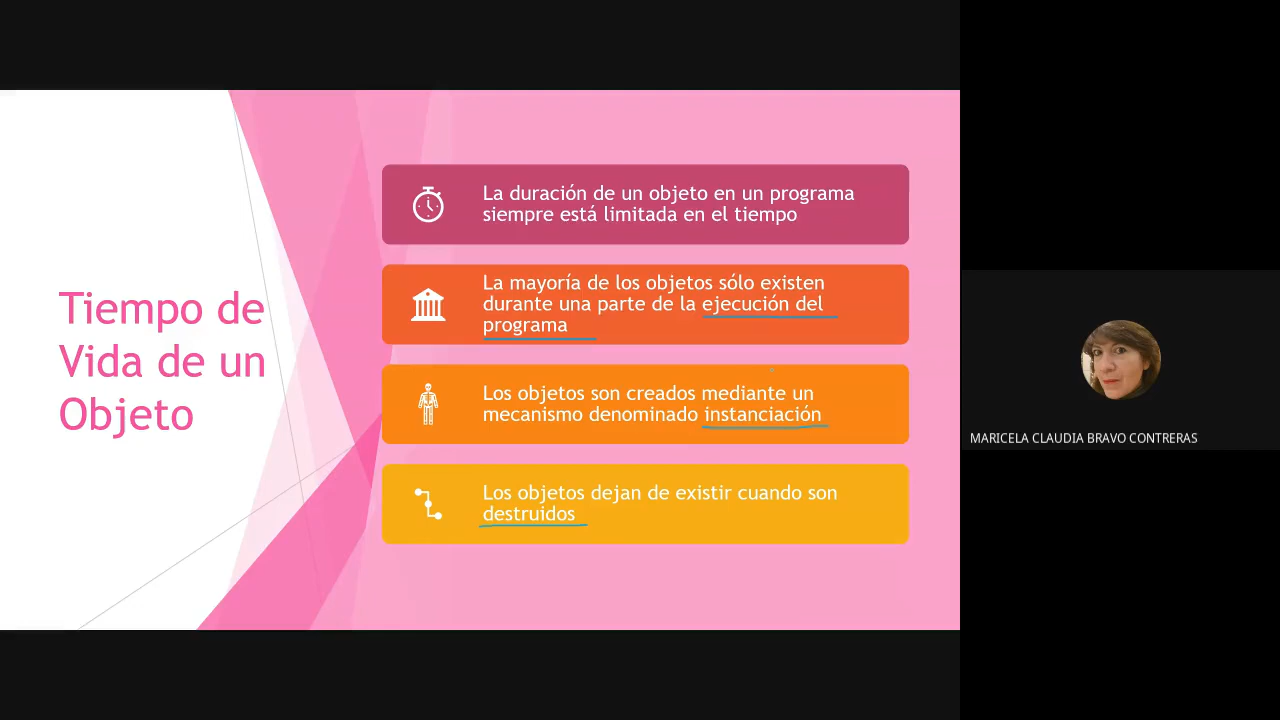 Tiempo de
Vida de un
Objeto
La duración de un objeto en un programa
siempre está limitada en el tiempo
La mayoría de los objetos sólo existen
durante una parte de la ejecución del
programa
Los objetos son creados mediante un
mecanismo denominado instanciación
Los objetos dejan de existir cuando son
destruidos
MARICELA CLAUDIA BRAVO CONTRERAS